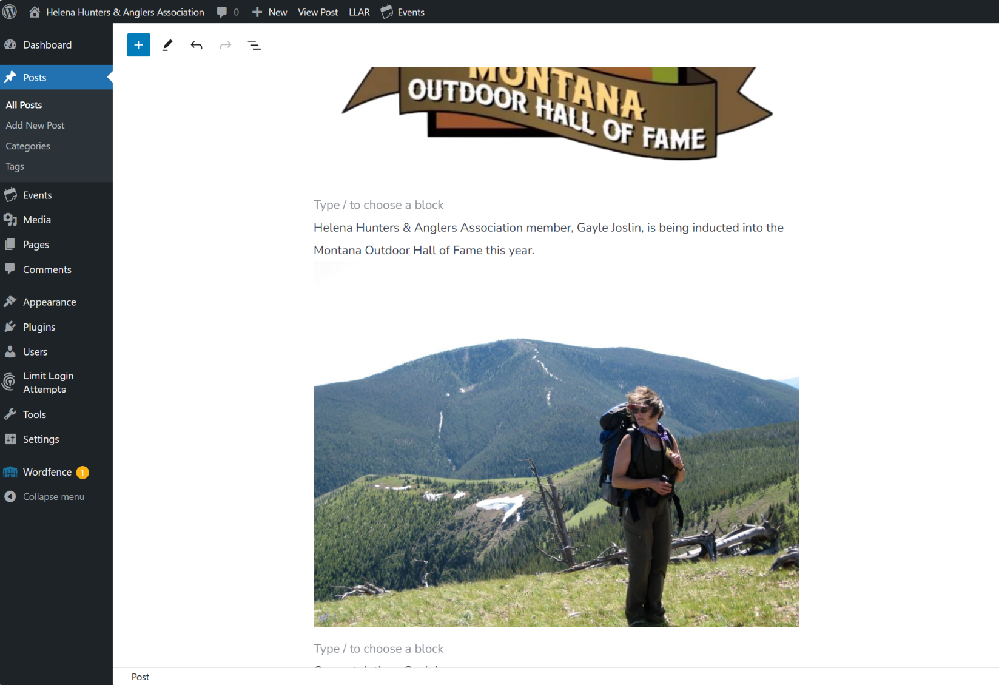 Helena Hunters & Anglers Association 0 New View Post LLAR Events
Dashboard
Posts
All Posts
Add New Post
Categories
Tags
Events
Media
Pages
Comments
Appearance
Plugins
Users
Limit Login
Attempts
Tools
Settings
Wordfence 1
Collapse menu
MONTANA
OUTDOOR HALL OF FAME
Type / to choose a block
Helena Hunters & Anglers Association member, Gayle Joslin, is being inducted into the
Montana Outdoor Hall of Fame this year.
Type / to choose a block
Post